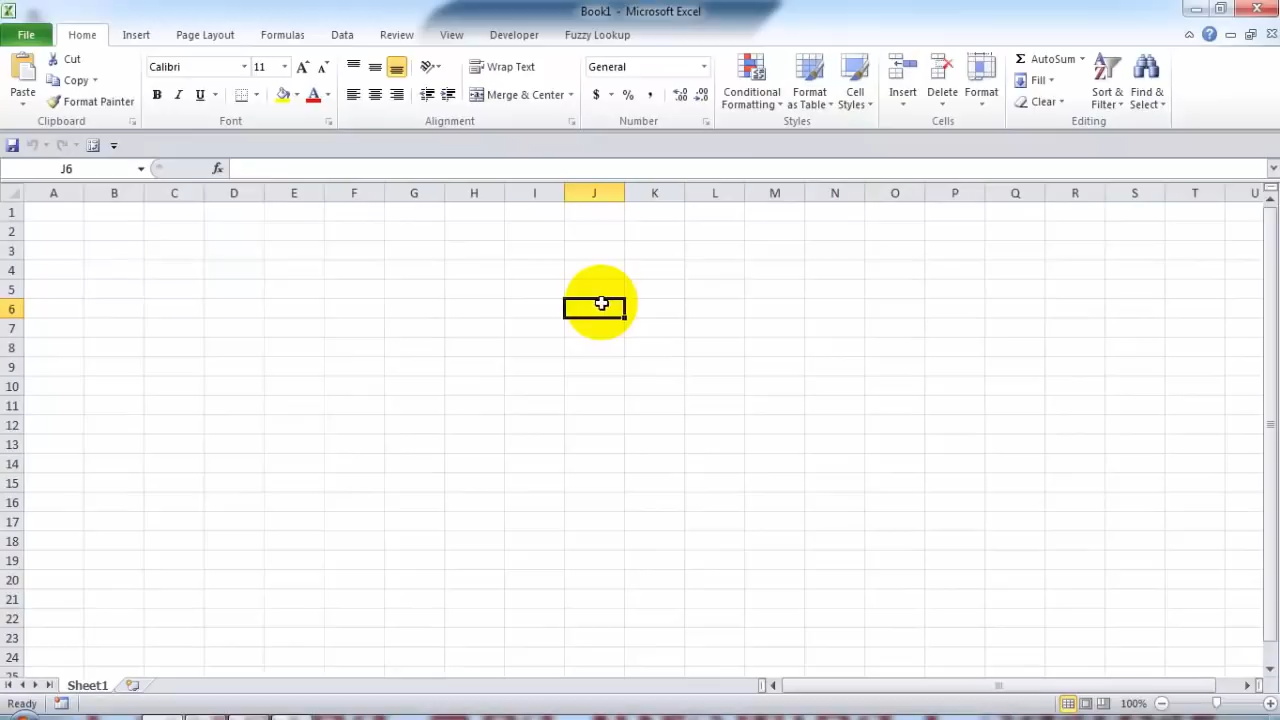 Book1 - Microsoft Excel
File Home Insert Page Layout Formulas Data Review View Developer Fuzzy Lookup
Paste
Cut
Copy
Format Painter
Clipboard
Calibri 11
B I U A
Font
Wrap Text
Merge & Center
Alignment
General
$ % ,
Number
Conditional Formatting
Format as Table
Cell Styles
Styles
Insert
Delete
Format
Cells
Σ AutoSum
Fill
Clear
Sort & Filter
Find & Select
Editing
J6 fx
A B C D E F G H I J K L M N O P Q R S T U
1
2
3
4
5
6
7
8
9
10
11
12
13
14
15
16
17
18
19
20
21
22
23
24
25
Sheet1
Ready 100%